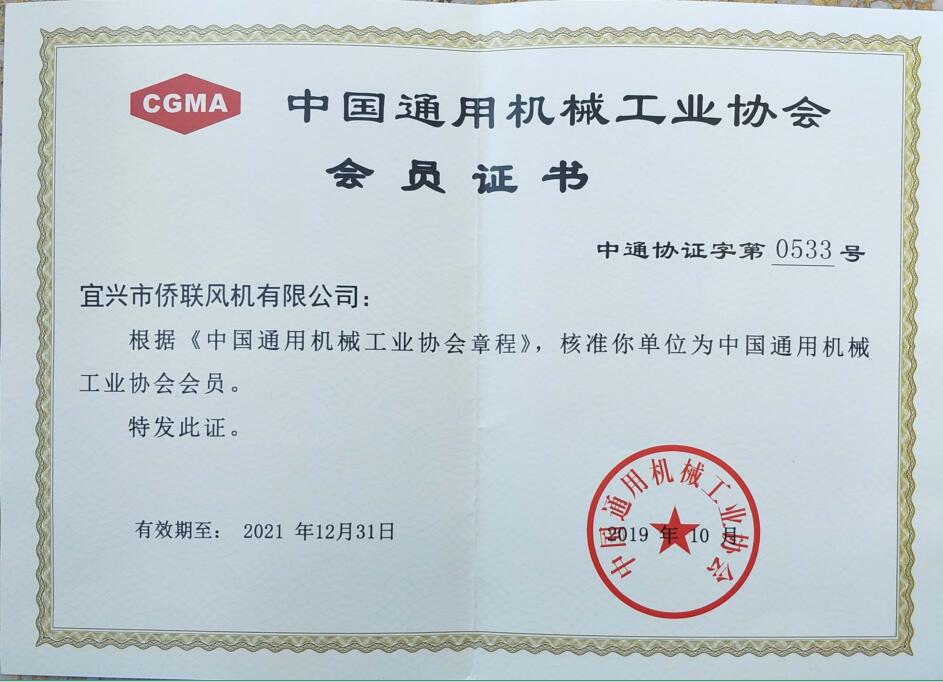 CGMA
中国通用机械工业协会
会员证书
中通协证字第 0533 号
宜兴市侨联风机有限公司：
根据《中国通用机械工业协会章程》，核准你单位为中国通用机械
工业协会会员。
特发此证。
中国通用机械工业协会
有效期至： 2021 年12月31日
2019 年 10 月